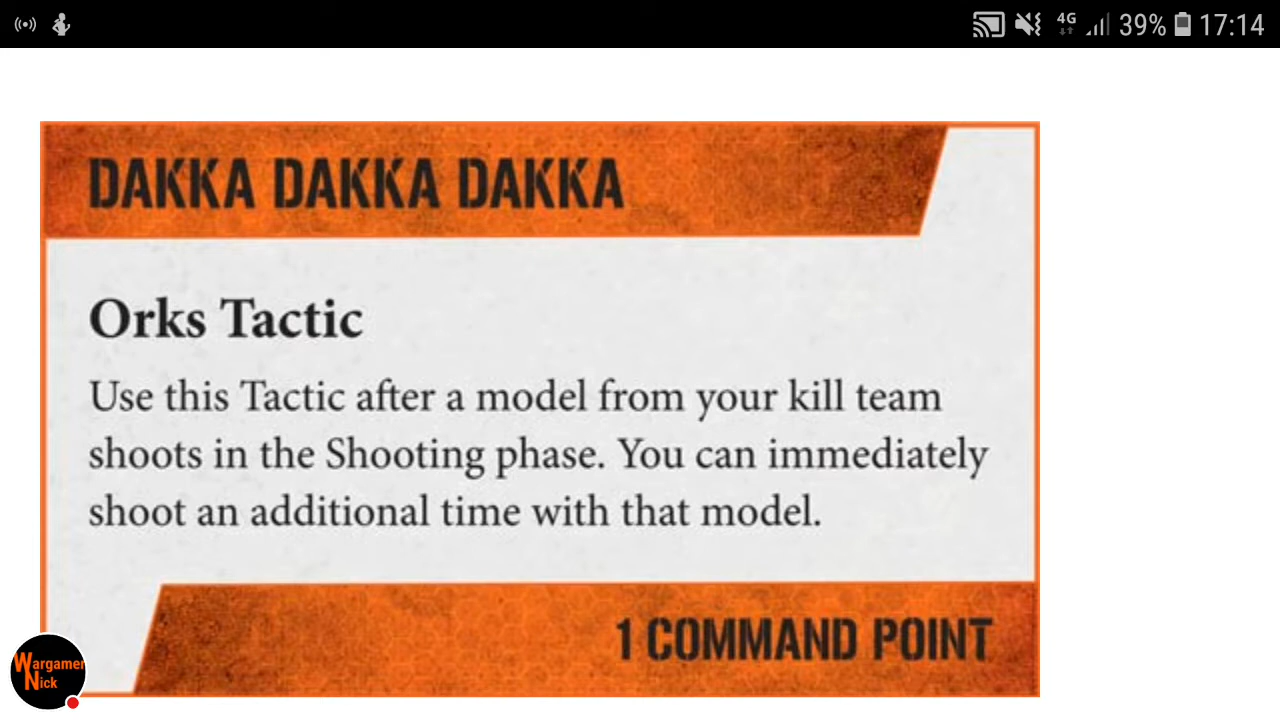 4G 39% 17:14
DAKKA DAKKA DAKKA
Orks Tactic
Use this Tactic after a model from your kill team
shoots in the Shooting phase. You can immediately
shoot an additional time with that model.
1 COMMAND POINT
Wargamer
Nick